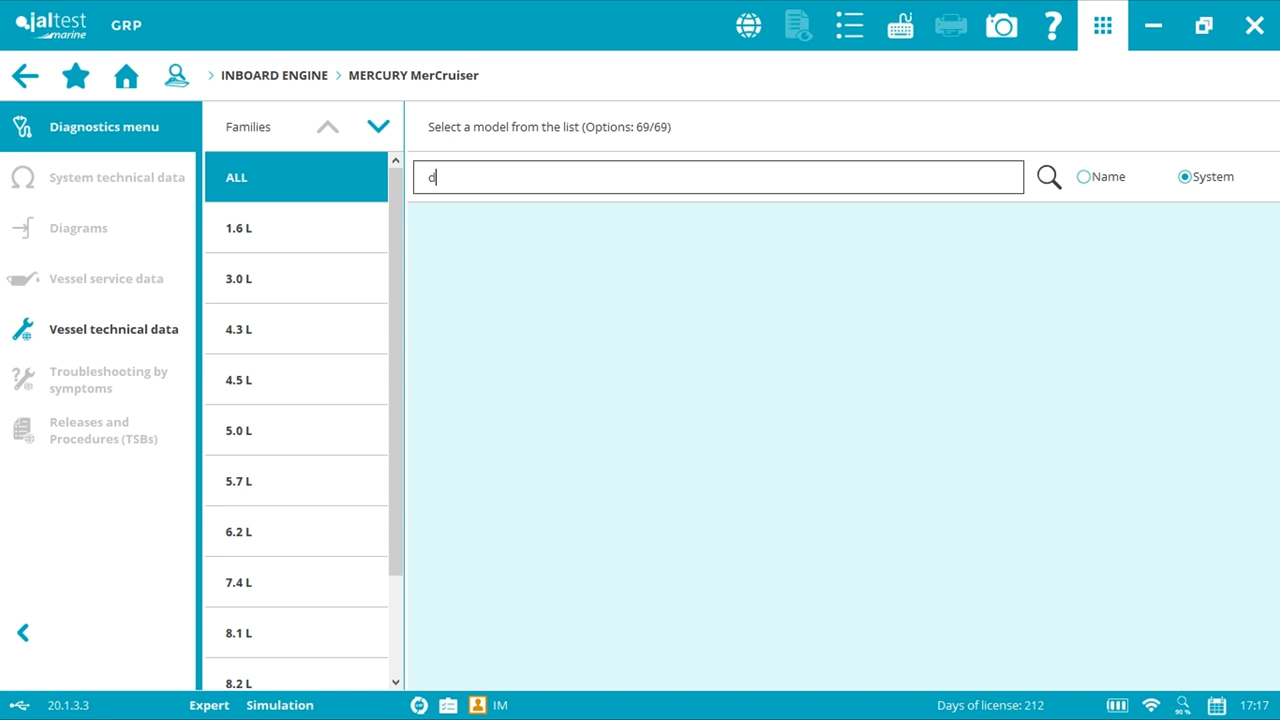 jaltest
marine
GRP
INBOARD ENGINE > MERCURY MerCruiser
Diagnostics menu
System technical data
Diagrams
Vessel service data
Vessel technical data
Troubleshooting by
symptoms
Releases and
Procedures (TSBs)
Families
ALL
1.6 L
3.0 L
4.3 L
4.5 L
5.0 L
5.7 L
6.2 L
7.4 L
8.1 L
8.2 L
Select a model from the list (Options: 69/69)
d
Name
System
20.1.3.3
Expert
Simulation
IM
Days of license: 212
90 %
17:17